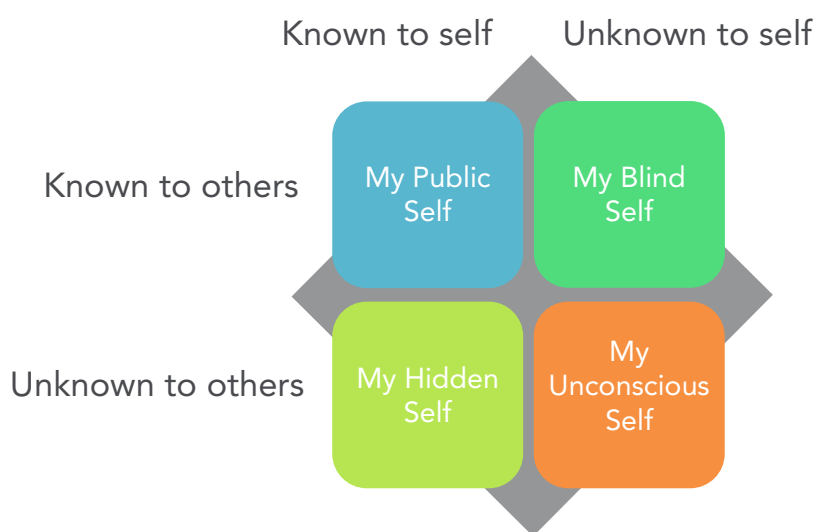 Known to self
Unknown to self
Known to others
My Public
Self
My Blind
Self
Unknown to others
My Hidden
Self
My
Unconscious
Self